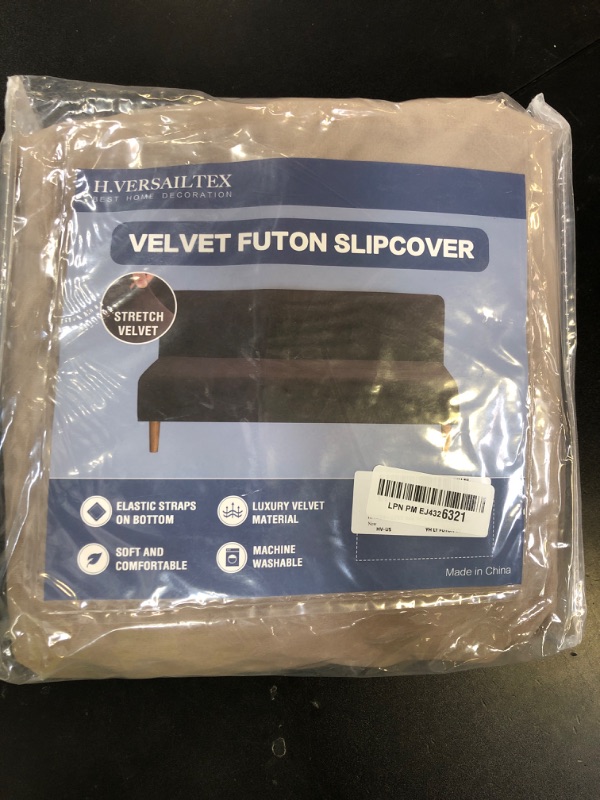 H.VERSAILTEX
BEST HOME DECORATION
VELVET FUTON SLIPCOVER
STRETCH
VELVET
ELASTIC STRAPS
ON BOTTOM
LUXURY VELVET
MATERIAL
SOFT AND
COMFORTABLE
MACHINE
WASHABLE
LPN PM EJ4326321
Made in China